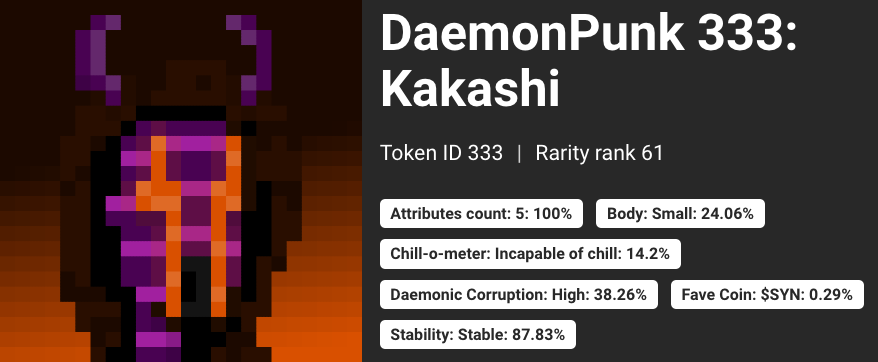 DaemonPunk 333:
Kakashi
Token ID 333 | Rarity rank 61
Attributes count: 5: 100% Body: Small: 24.06%
Chill-o-meter: Incapable of chill: 14.2%
Daemonic Corruption: High: 38.26% Fave Coin: $SYN: 0.29%
Stability: Stable: 87.83%